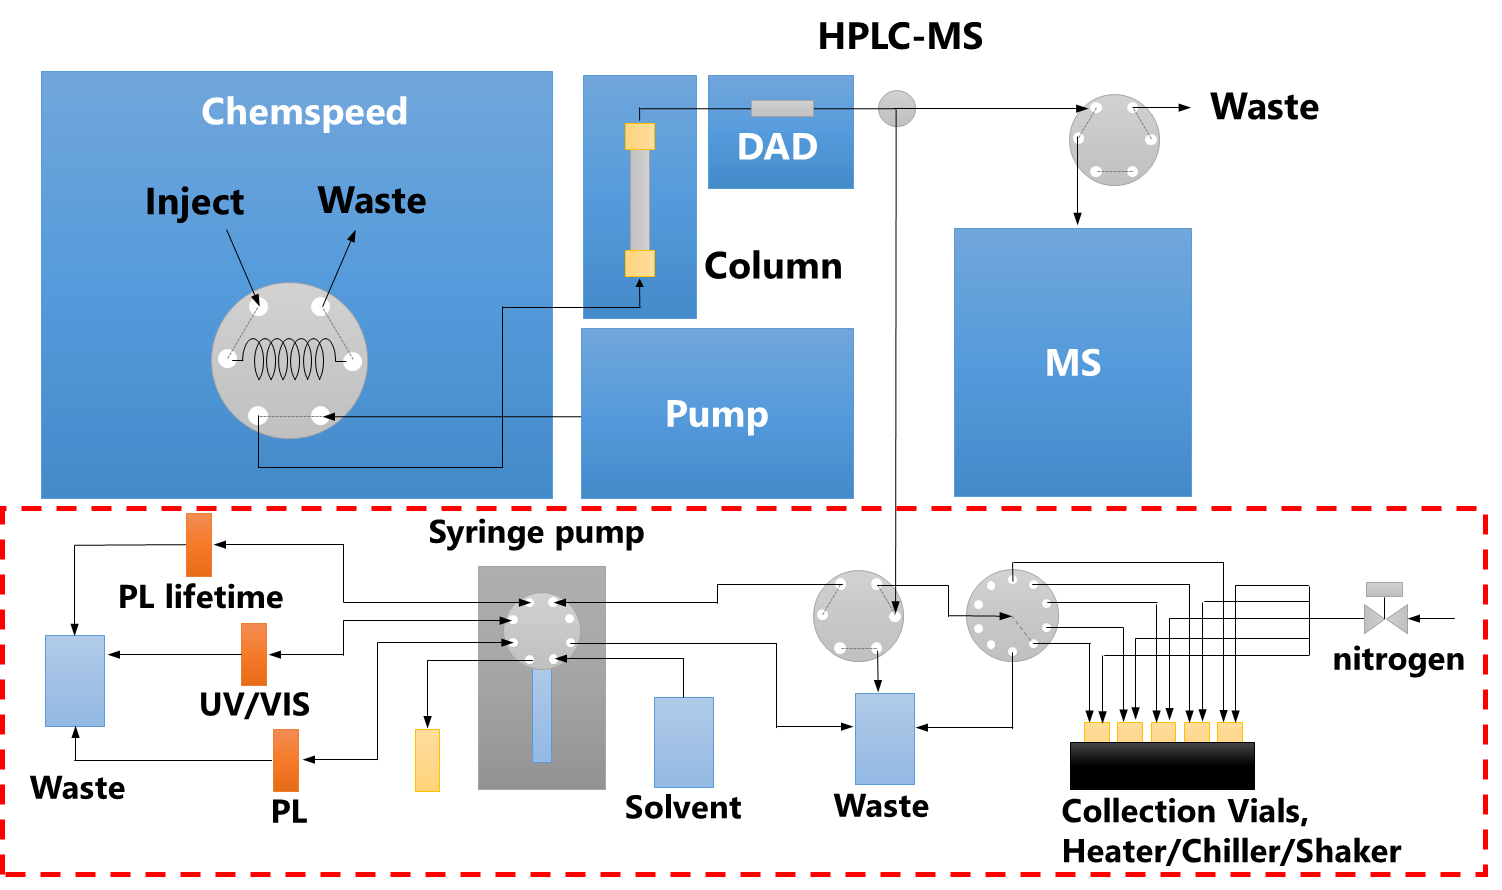 HPLC-MS
Chemspeed
Waste
DAD
Inject
Waste
Column
MS
Pump
Syringe pump
PL lifetime
nitrogen
UV/VIS
Waste
PL
Solvent
Waste
Collection Vials,
Heater/Chiller/Shaker